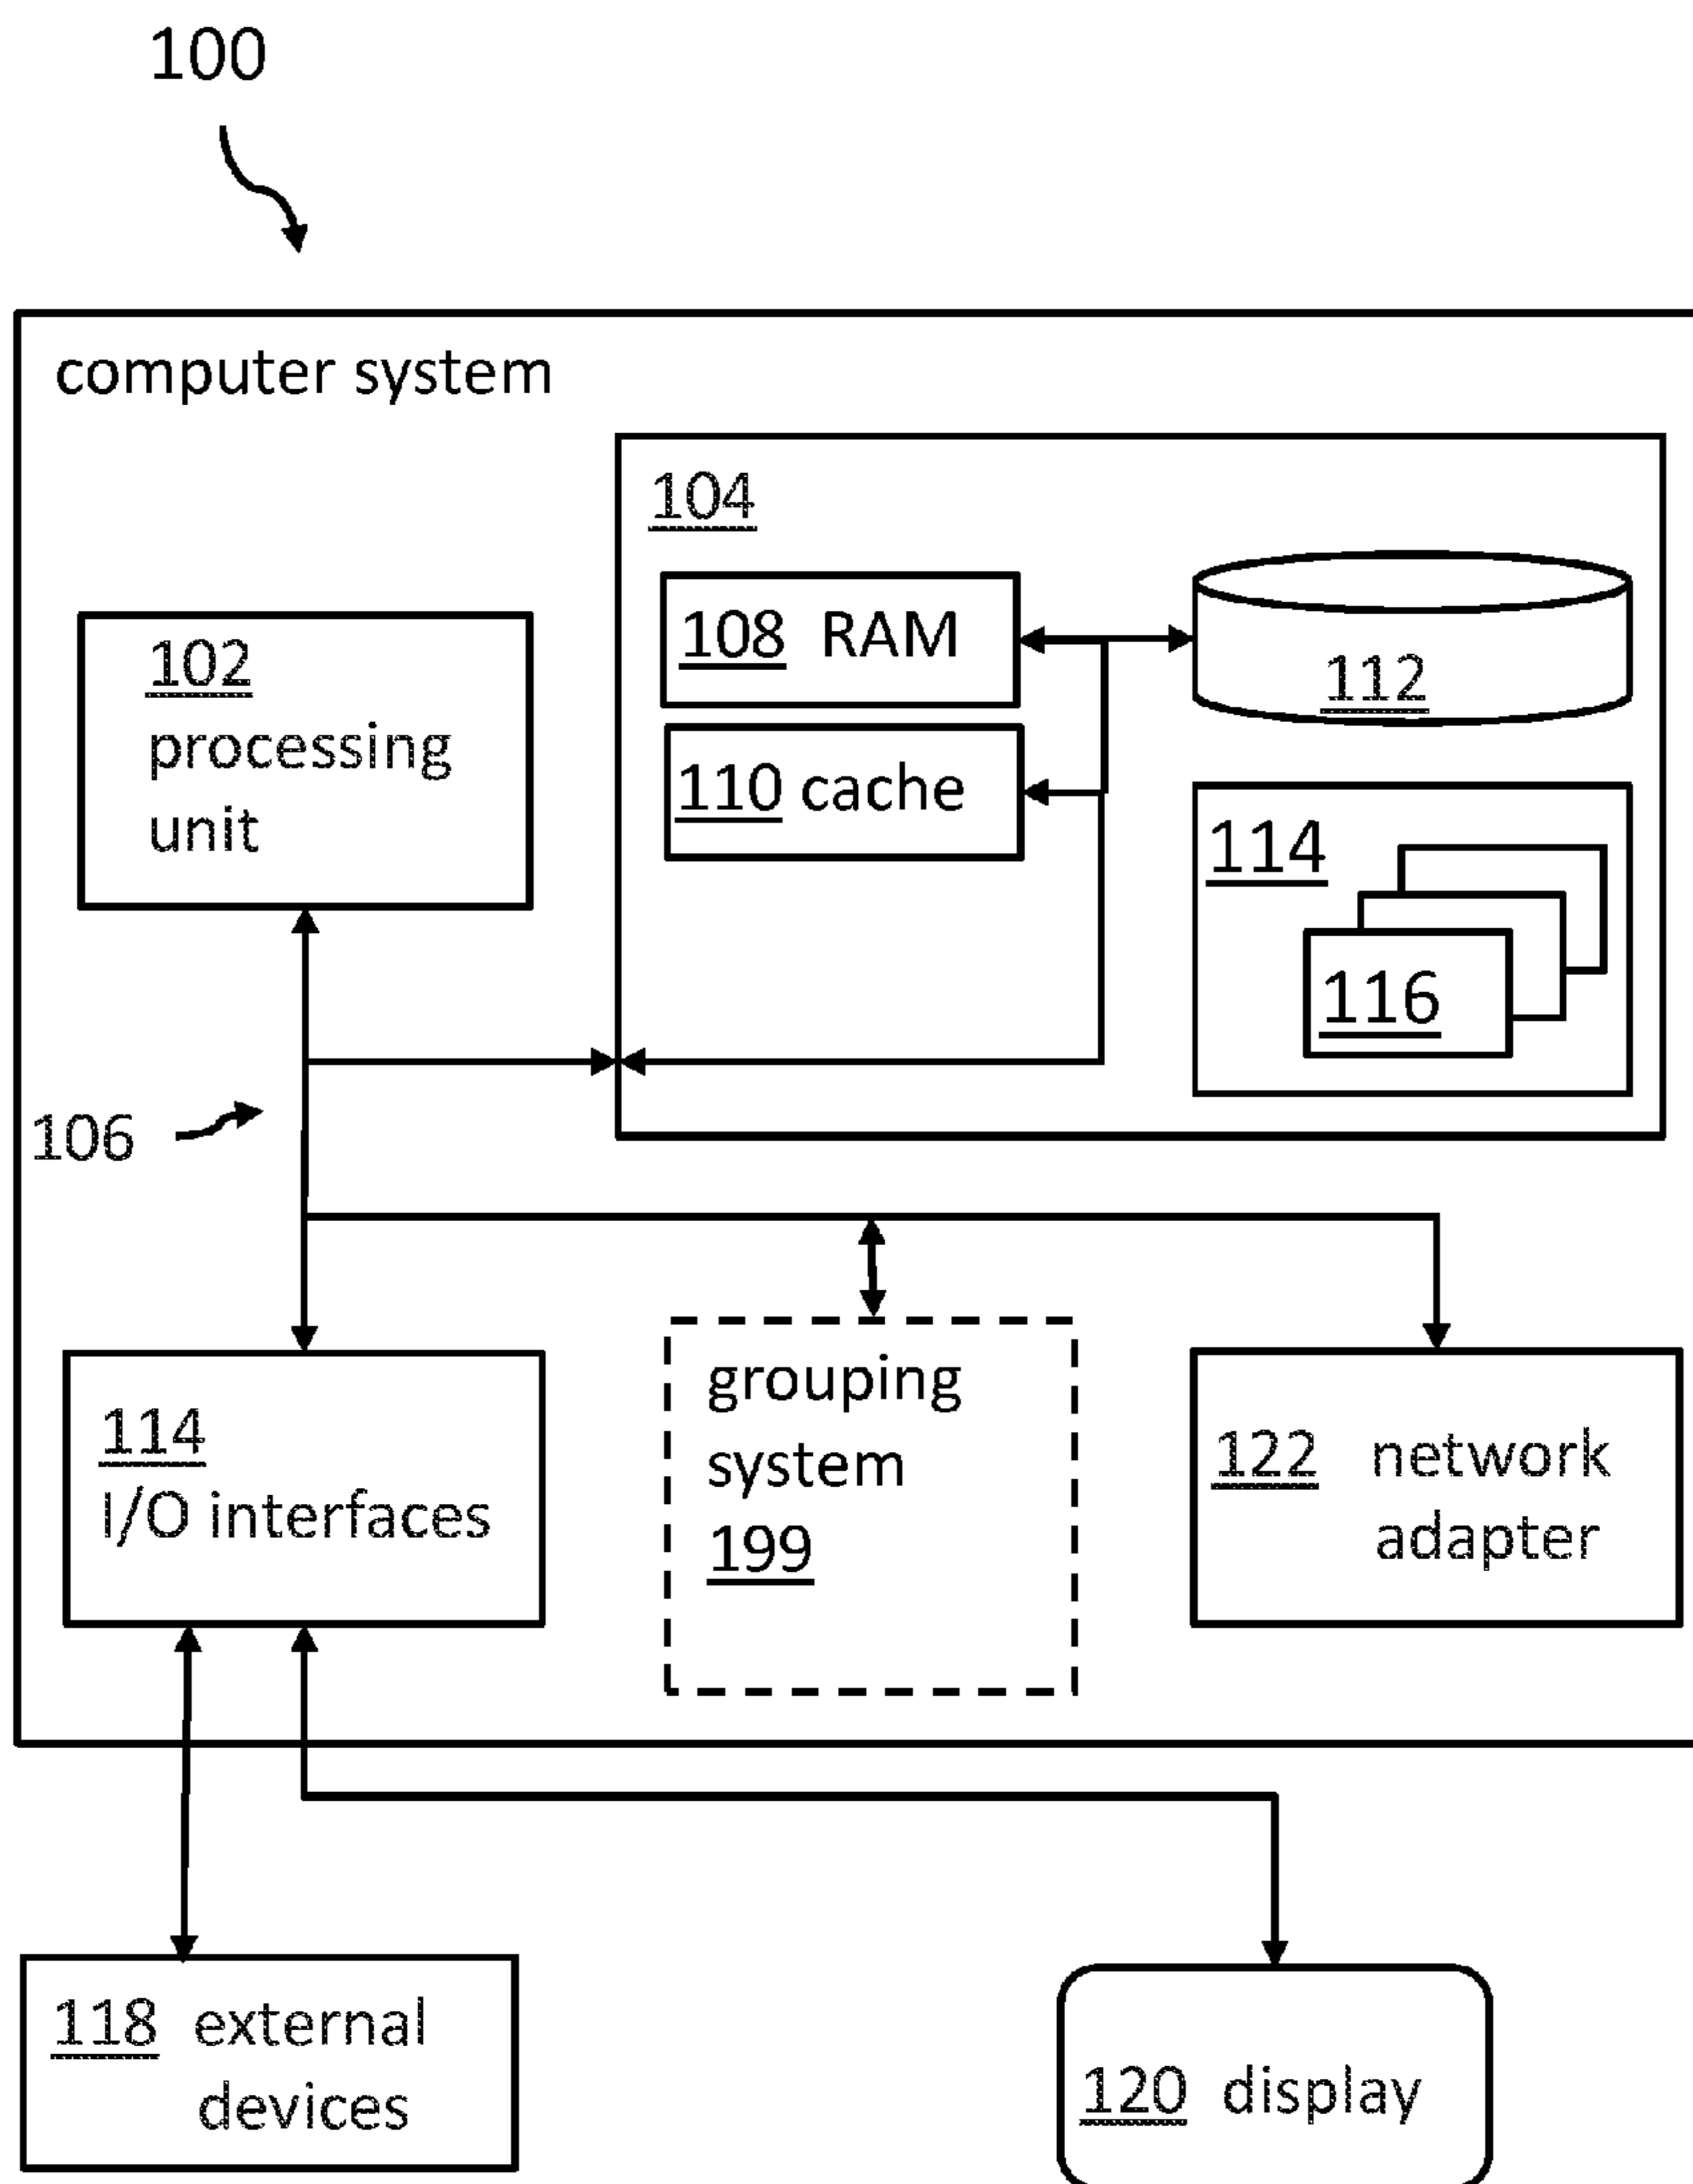 100
computer system
104
102
processing
unit
108 RAM
112
110 cache
114
116
106
114
I/O interfaces
grouping
system
199
122 network
adapter
118 external
devices
120 display